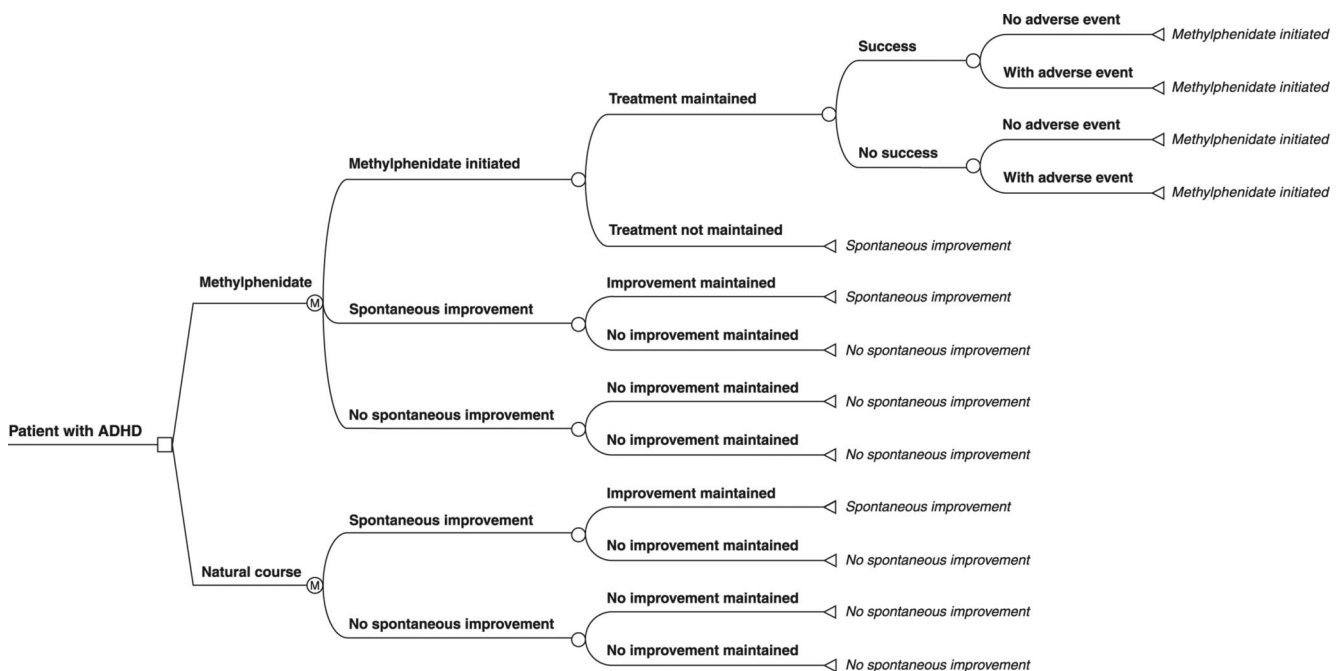 No adverse event
Methylphenidate initiated
Success
With adverse event
Methylphenidate initiated
Treatment maintained
No adverse event
Methylphenidate initiated
No success
Methylphenidate initiated
With adverse event
Methylphenidate initiated
Treatment not maintained
Spontaneous improvement
Methylphenidate
M
Improvement maintained
Spontaneous improvement
Spontaneous improvement
No improvement maintained
No spontaneous improvement
No improvement maintained
No spontaneous improvement
No spontaneous improvement
No improvement maintained
No spontaneous improvement
Patient with ADHD
Improvement maintained
Spontaneous improvement
Spontaneous improvement
No improvement maintained
No spontaneous improvement
Natural course
M
No improvement maintained
No spontaneous improvement
No spontaneous improvement
No improvement maintained
No spontaneous improvement